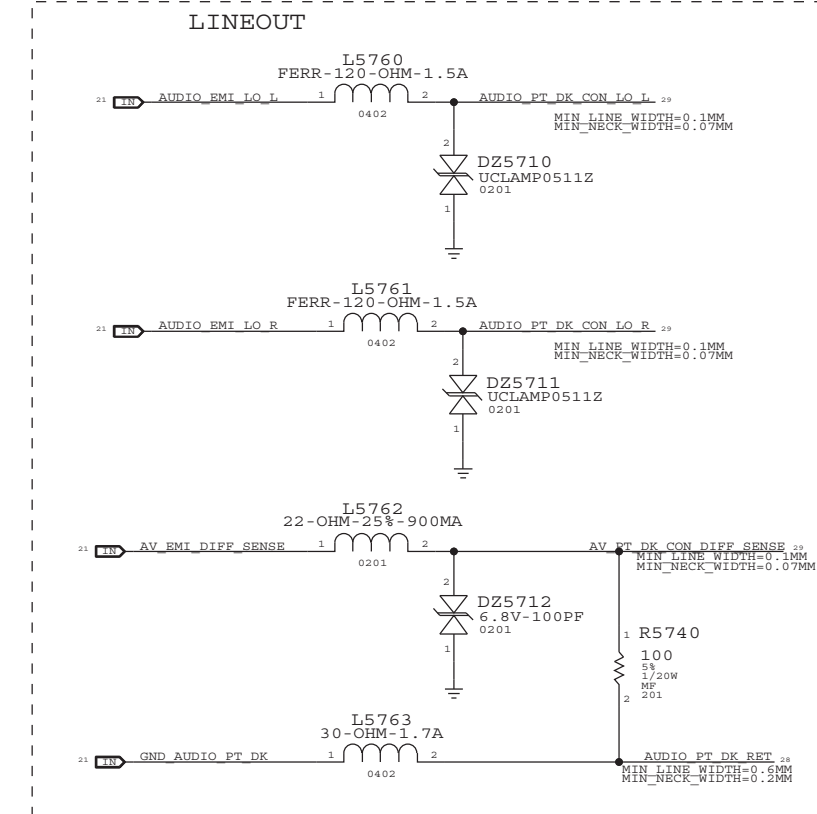 LINEOUT
L5760
FERR-120-OHM-1.5A
21 IN AUDIO_EMI_LO_L 1 2 AUDIO_PT_DK_CON_LO_L 29
0402
MIN_LINE_WIDTH=0.1MM
MIN_NECK_WIDTH=0.07MM
2
DZ5710
UCLAMP0511Z
0201
1
L5761
FERR-120-OHM-1.5A
21 IN AUDIO_EMI_LO_R 1 2 AUDIO_PT_DK_CON_LO_R 29
0402
MIN_LINE_WIDTH=0.1MM
MIN_NECK_WIDTH=0.07MM
2
DZ5711
UCLAMP0511Z
0201
1
L5762
22-OHM-25%-900MA
21 IN AV_EMI_DIFF_SENSE 1 2 AV_PT_DK_CON_DIFF_SENSE 29
0201
MIN_LINE_WIDTH=0.1MM
MIN_NECK_WIDTH=0.07MM
2
DZ5712
6.8V-100PF
0201
1
1 R5740
100
5%
1/20W
MF
2 201
L5763
30-OHM-1.7A
21 IN GND_AUDIO_PT_DK 1 2 AUDIO_PT_DK_RET 28
0402
MIN_LINE_WIDTH=0.6MM
MIN_NECK_WIDTH=0.2MM